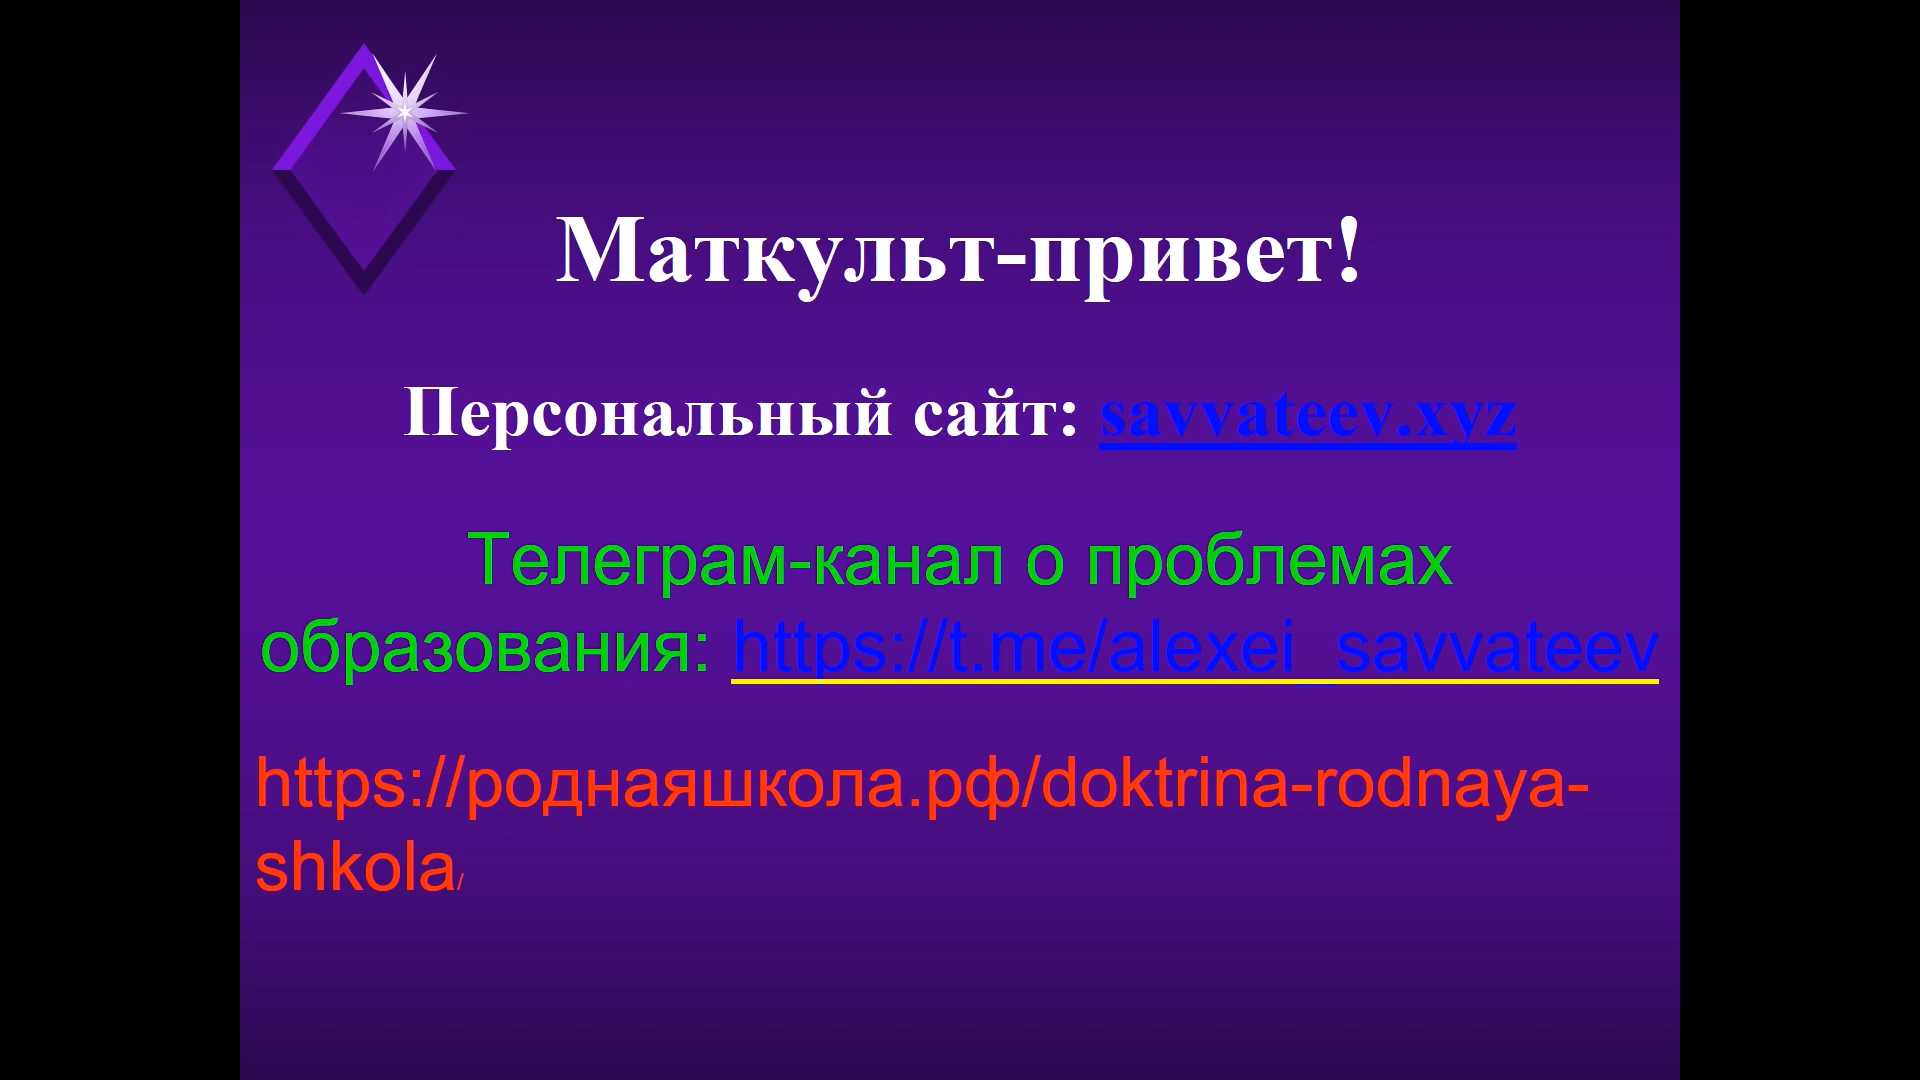 Маткульт-привет!
Персональный сайт: savvateev.xyz
Телеграм-канал о проблемах
образования: https://t.me/alexei_savvateev
https://роднаяшкола.рф/doktrina-rodnaya-
shkola/